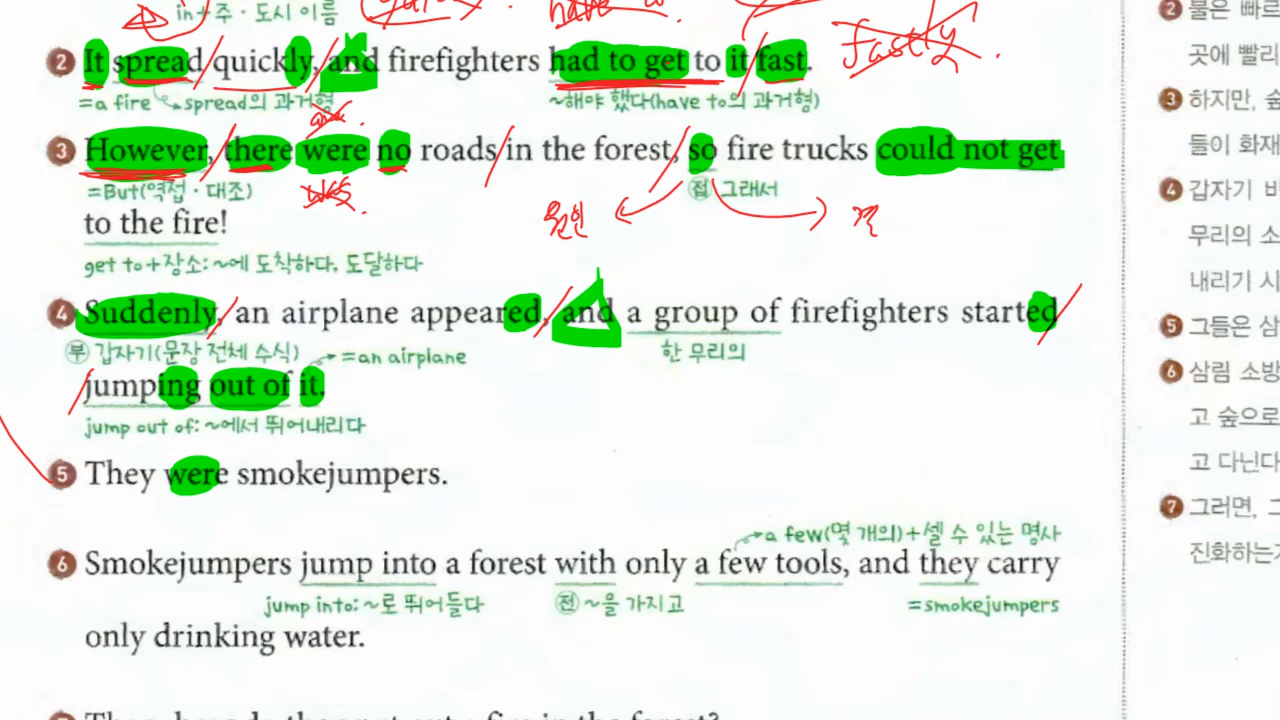 in+주·도시 이름
have to
② It spread quickly, and firefighters had to get to it fast.
Fastly
=a fire spread의 과거형 ~해야 했다(have to의 과거형)
are
③ However, there were no roads in the forest, so fire trucks could not get
=But(역접·대조) was 접 그래서
원인
to the fire!
get to+장소: ~에 도착하다, 도달하다
④ Suddenly, an airplane appeared, and a group of firefighters started
부 갑자기(문장 전체 수식) =an airplane 한 무리의
jumping out of it.
jump out of: ~에서 뛰어내리다
⑤ They were smokejumpers.
a few(몇 개의)+셀 수 있는 명사
⑥ Smokejumpers jump into a forest with only a few tools, and they carry
jump into: ~로 뛰어들다 전 ~을 가지고 =smokejumpers
only drinking water.
② 불은 빠르
곳에 빨리
③ 하지만, 숲
들이 화재
④ 갑자기 비
무리의 소
내리기 시
⑤ 그들은 삼
⑥ 삼림 소방
고 숲으로
고 다닌다
⑦ 그러면, 그
진화하는